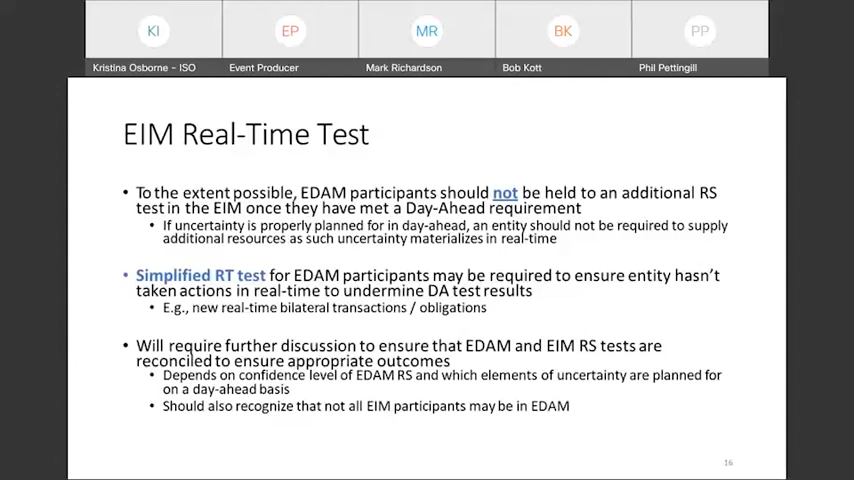 KI
EP
MR
BK
PP
Kristina Osborne – ISO
Event Producer
Mark Richardson
Bob Kott
Phil Pettingill
EIM Real-Time Test
• To the extent possible, EDAM participants should not be held to an additional RS
test in the EIM once they have met a Day-Ahead requirement
• If uncertainty is properly planned for in day-ahead, an entity should not be required to supply
additional resources as such uncertainty materializes in real-time
• Simplified RT test for EDAM participants may be required to ensure entity hasn't
taken actions in real-time to undermine DA test results
• E.g., new real-time bilateral transactions / obligations
• Will require further discussion to ensure that EDAM and EIM RS tests are
reconciled to ensure appropriate outcomes
• Depends on confidence level of EDAM RS and which elements of uncertainty are planned for
on a day-ahead basis
• Should also recognize that not all EIM participants may be in EDAM
16